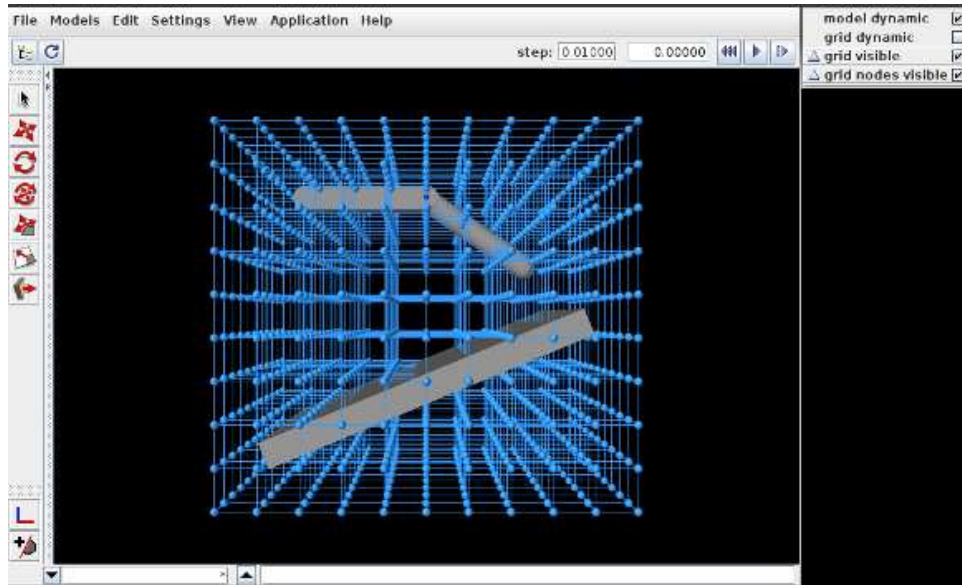 File Models Edit Settings View Application Help
step: 0.01000 0.00000
model dynamic
grid dynamic
grid visible
grid nodes visible